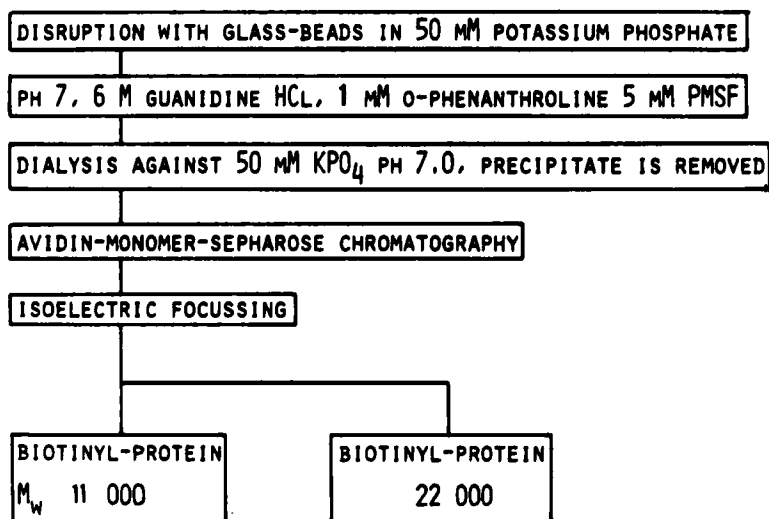 DISRUPTION WITH GLASS-BEADS IN 50 MM POTASSIUM PHOSPHATE
PH 7, 6 M GUANIDINE HCL, 1 MM O-PHENANTHROLINE 5 MM PMSF
DIALYSIS AGAINST 50 MM KPO4 PH 7.0, PRECIPITATE IS REMOVED
AVIDIN-MONOMER-SEPHAROSE CHROMATOGRAPHY
ISOELECTRIC FOCUSSING
BIOTINYL-PROTEIN
Mw 11 000
BIOTINYL-PROTEIN
22 000